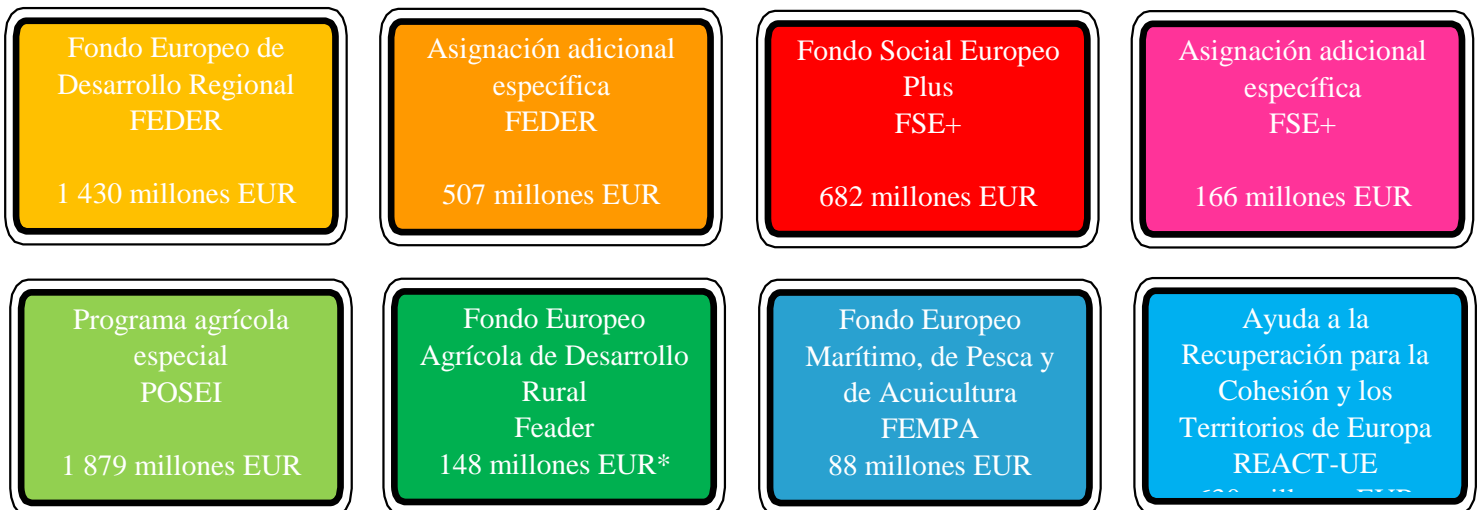 Fondo Europeo de
Desarrollo Regional
FEDER
1 430 millones EUR
Asignación adicional
específica
FEDER
507 millones EUR
Fondo Social Europeo
Plus
FSE+
682 millones EUR
Asignación adicional
específica
FSE+
166 millones EUR
Programa agrícola
especial
POSEI
1 879 millones EUR
Fondo Europeo
Agrícola de Desarrollo
Rural
Feader
148 millones EUR*
Fondo Europeo
Marítimo, de Pesca y
de Acuicultura
FEMPA
88 millones EUR
Ayuda a la
Recuperación para la
Cohesión y los
Territorios de Europa
REACT-UE